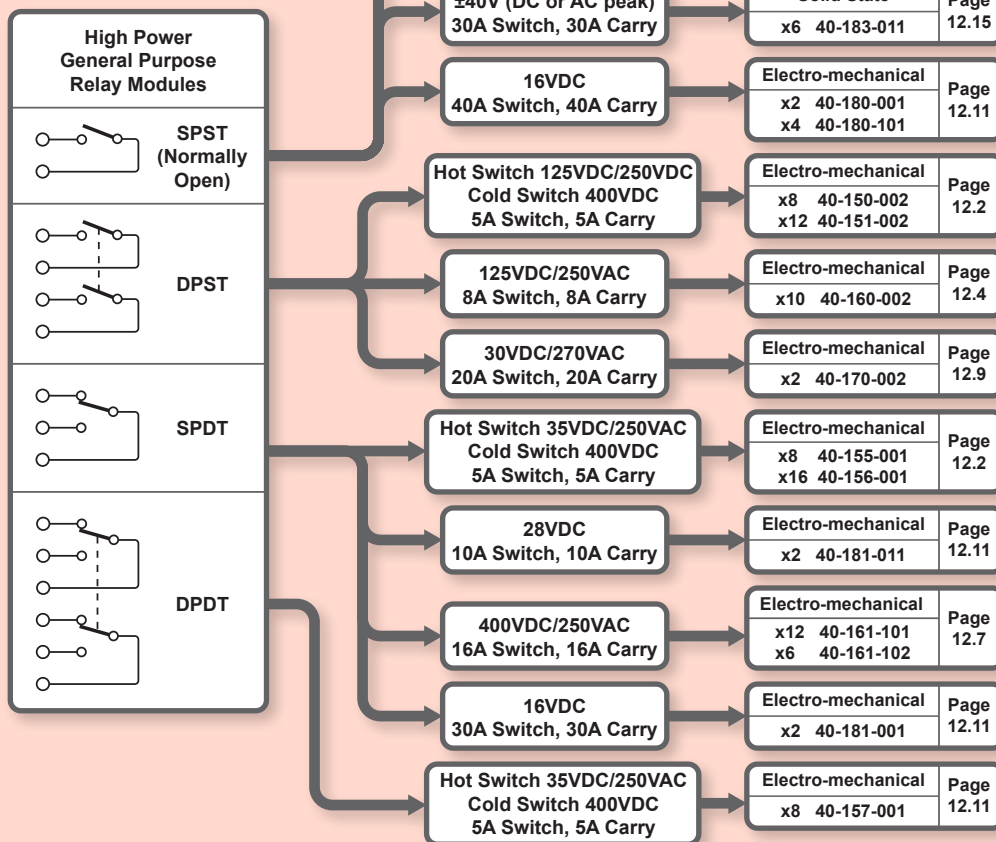 ±40V (DC or AC peak)
30A Switch, 30A Carry
Solid State
x6 40-183-011
Page
12.15
High Power
General Purpose
Relay Modules
SPST
(Normally
Open)
16VDC
40A Switch, 40A Carry
Electro-mechanical
x2 40-180-001
x4 40-180-101
Page
12.11
DPST
Hot Switch 125VDC/250VDC
Cold Switch 400VDC
5A Switch, 5A Carry
Electro-mechanical
x8 40-150-002
x12 40-151-002
Page
12.2
125VDC/250VAC
8A Switch, 8A Carry
Electro-mechanical
x10 40-160-002
Page
12.4
30VDC/270VAC
20A Switch, 20A Carry
Electro-mechanical
x2 40-170-002
Page
12.9
SPDT
Hot Switch 35VDC/250VAC
Cold Switch 400VDC
5A Switch, 5A Carry
Electro-mechanical
x8 40-155-001
x16 40-156-001
Page
12.2
28VDC
10A Switch, 10A Carry
Electro-mechanical
x2 40-181-011
Page
12.11
400VDC/250VAC
16A Switch, 16A Carry
Electro-mechanical
x12 40-161-101
x6 40-161-102
Page
12.7
16VDC
30A Switch, 30A Carry
Electro-mechanical
x2 40-181-001
Page
12.11
DPDT
Hot Switch 35VDC/250VAC
Cold Switch 400VDC
5A Switch, 5A Carry
Electro-mechanical
x8 40-157-001
Page
12.11